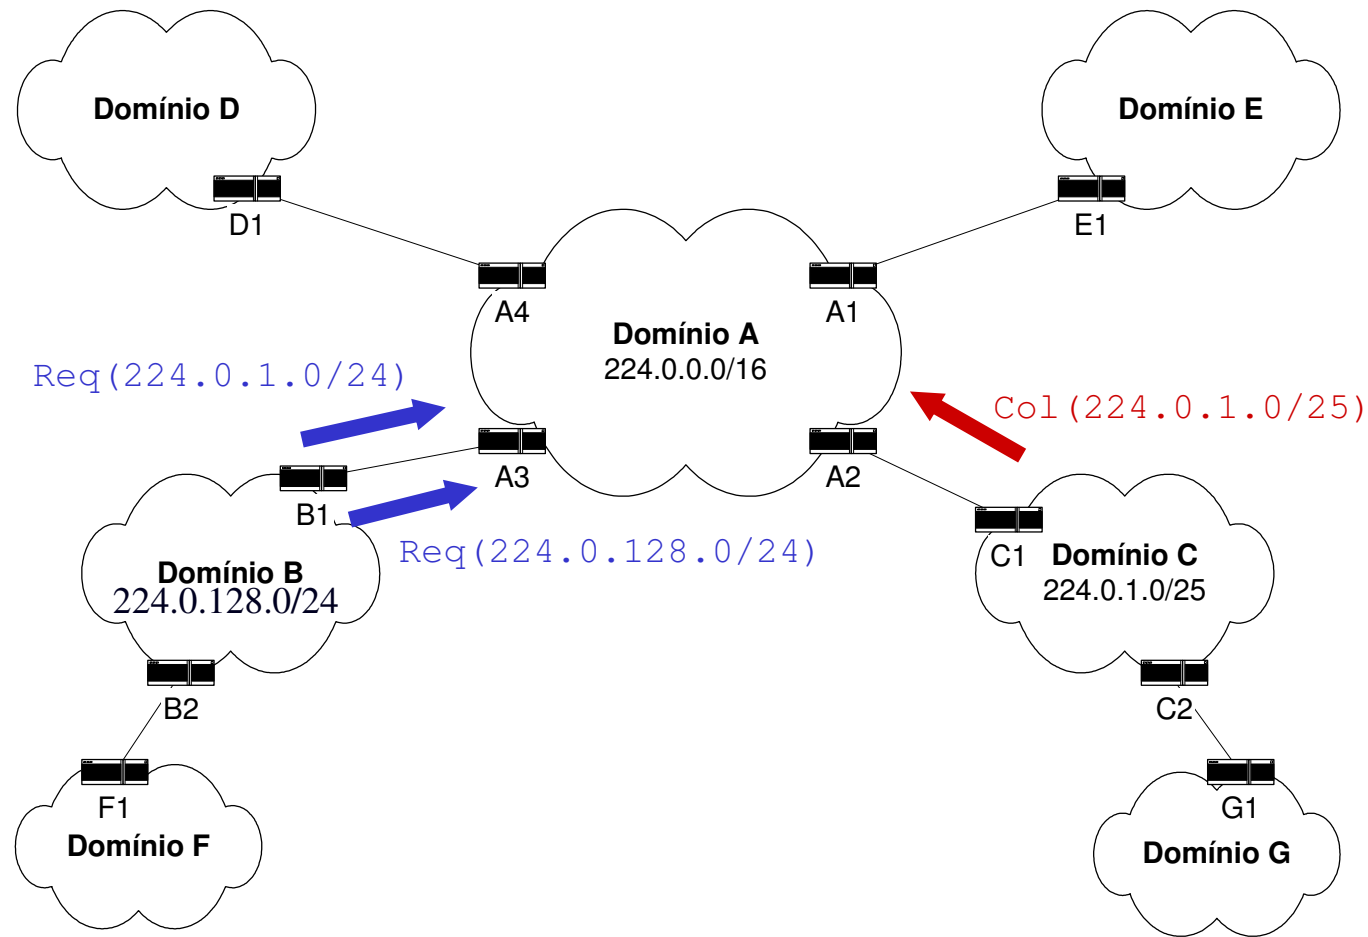 Domínio D
Domínio E
D1
E1
A4
A1
Domínio A
224.0.0.0/16
Req(224.0.1.0/24)
Col(224.0.1.0/25)
A3
A2
B1
Req(224.0.128.0/24)
C1
Domínio C
224.0.1.0/25
Domínio B
224.0.128.0/24
B2
C2
F1
G1
Domínio F
Domínio G